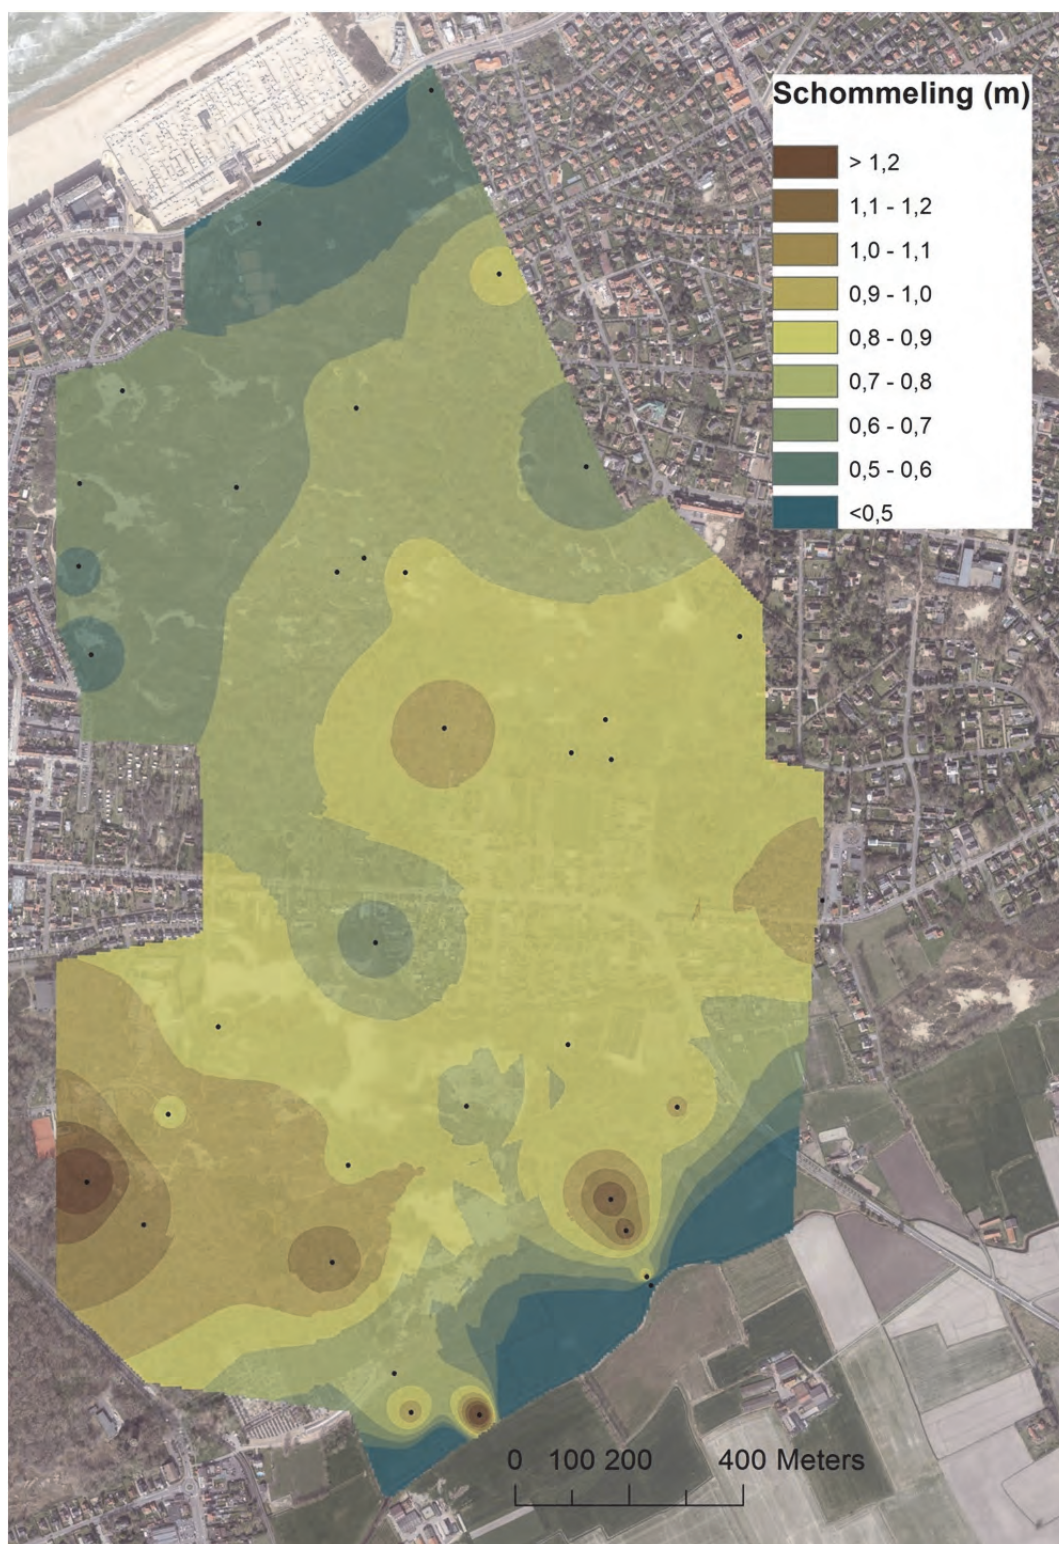 Schommeling (m)
> 1,2
1,1 - 1,2
1,0 - 1,1
0,9 - 1,0
0,8 - 0,9
0,7 - 0,8
0,6 - 0,7
0,5 - 0,6
<0,5
0 100 200 400 Meters